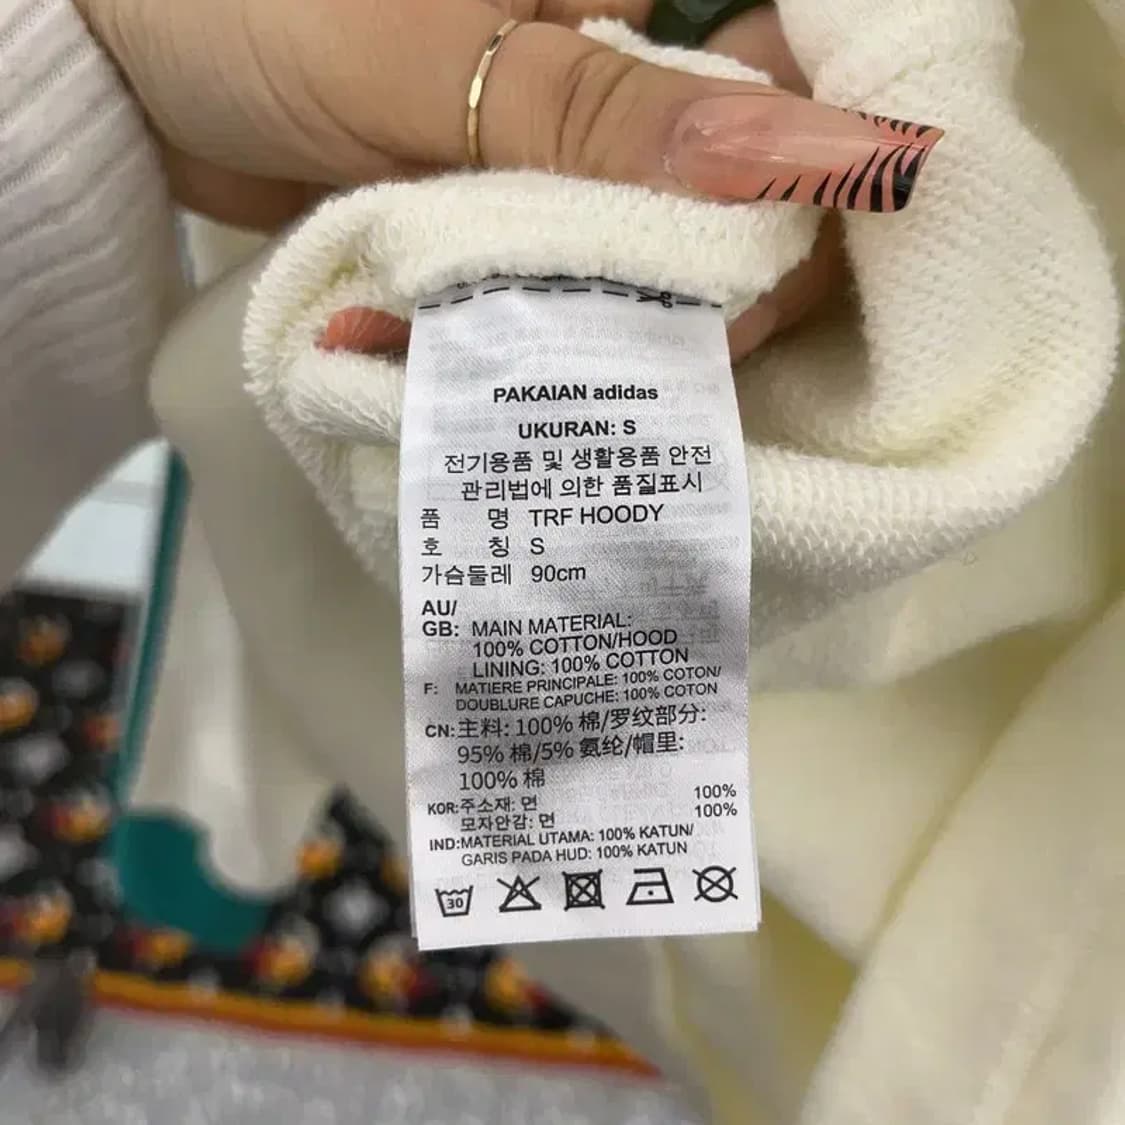 PAKAIAN adidas
UKURAN: S
전기용품 및 생활용품 안전
관리법에 의한 품질표시
품 명 TRF HOODY
호 칭 S
가슴둘레 90cm
AU/
GB: MAIN MATERIAL:
100% COTTON/HOOD
LINING: 100% COTTON
F: MATIERE PRINCIPALE: 100% COTON/
DOUBLURE CAPUCHE: 100% COTON
CN:主料: 100% 棉/罗纹部分:
95% 棉/5% 氨纶/帽里:
100% 棉
KOR:주소재: 면 100%
모자안감: 면 100%
IND:MATERIAL UTAMA: 100% KATUN/
GARIS PADA HUD: 100% KATUN
30